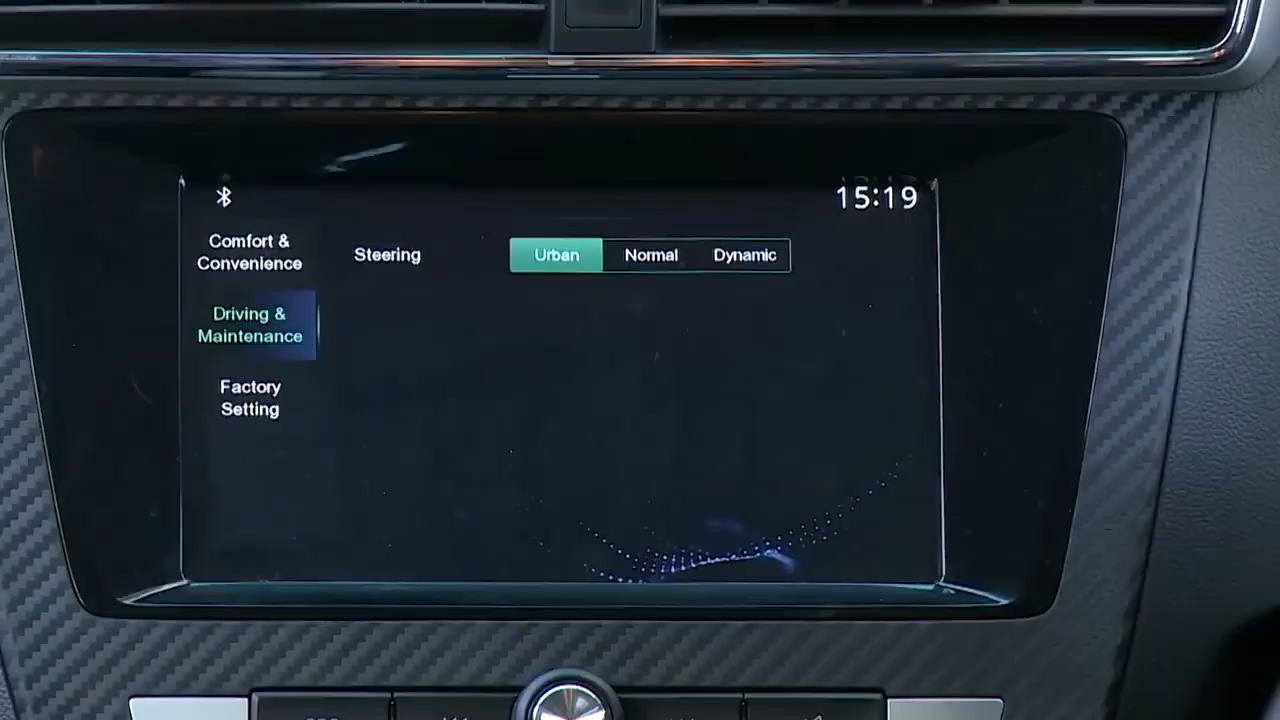 15:19
Comfort &
Convenience
Steering
Urban
Normal
Dynamic
Driving &
Maintenance
Factory
Setting